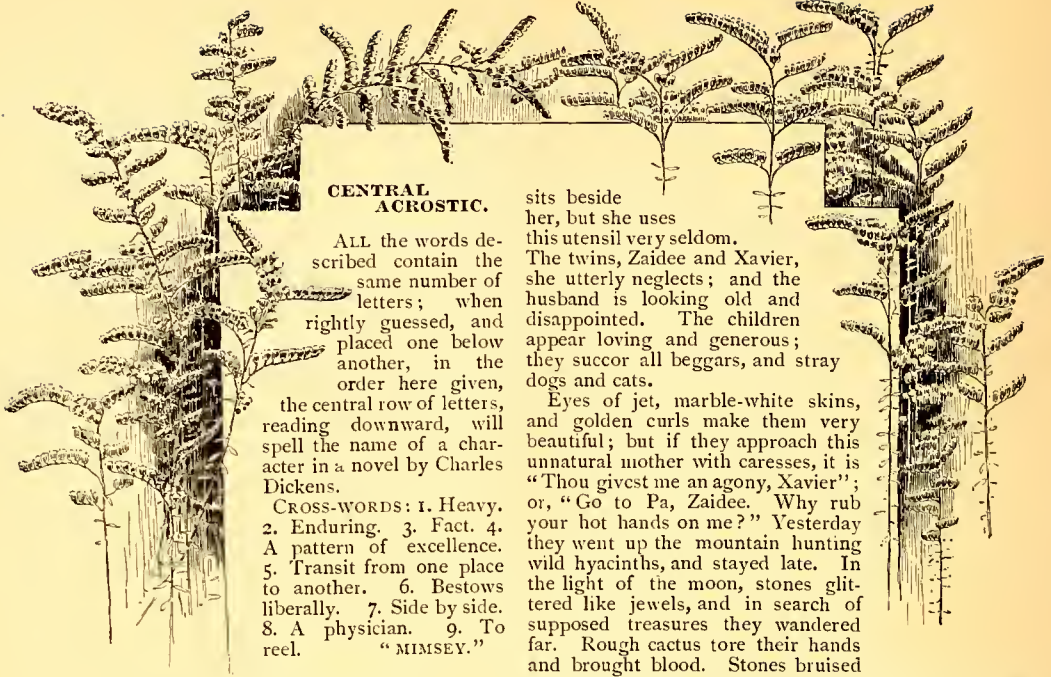 CENTRAL
ACROSTIC.
ALL the words de-
scribed contain the
same number of
letters; when
rightly guessed, and
placed one below
another, in the
order here given,
the central row of letters,
reading downward, will
spell the name of a char-
acter in a novel by Charles
Dickens.
CROSS-WORDS: 1. Heavy.
2. Enduring. 3. Fact. 4.
A pattern of excellence.
5. Transit from one place
to another. 6. Bestows
liberally. 7. Side by side.
8. A physician. 9. To
reel. "MIMSEY."
sits beside
her, but she uses
this utensil very seldom.
The twins, Zaidee and Xavier,
she utterly neglects; and the
husband is looking old and
disappointed. The children
appear loving and generous;
they succor all beggars, and stray
dogs and cats.
Eyes of jet, marble-white skins,
and golden curls make them very
beautiful; but if they approach this
unnatural mother with caresses, it is
"Thou givest me an agony, Xavier";
or, "Go to Pa, Zaidee. Why rub
your hot hands on me?" Yesterday
they went up the mountain hunting
wild hyacinths, and stayed late. In
the light of the moon, stones glit-
tered like jewels, and in search of
supposed treasures they wandered
far. Rough cactus tore their hands
and brought blood. Stones bruised